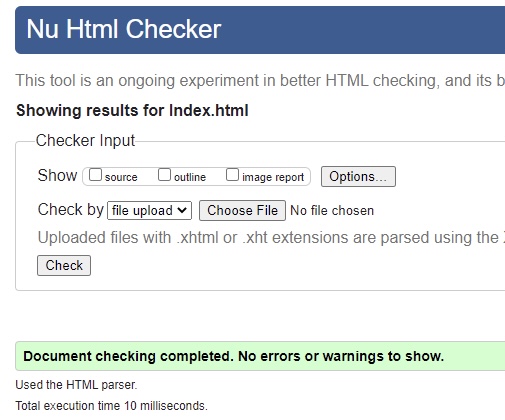 Nu Html Checker
This tool is an ongoing experiment in better HTML checking, and its b
Showing results for Index.html
Checker Input
Show source outline image report Options...
Check by file upload Choose File No file chosen
Uploaded files with .xhtml or .xht extensions are parsed using the
Check
Document checking completed. No errors or warnings to show.
Used the HTML parser.
Total execution time 10 milliseconds.